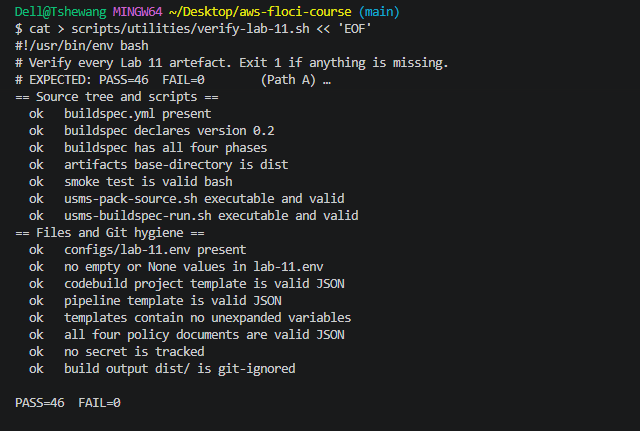 Dell@Tshewang MINGW64 ~/Desktop/aws-floci-course (main)
$ cat > scripts/utilities/verify-lab-11.sh << 'EOF'
#!/usr/bin/env bash
# Verify every Lab 11 artefact. Exit 1 if anything is missing.
# EXPECTED: PASS=46  FAIL=0        (Path A) …
== Source tree and scripts ==
  ok   buildspec.yml present
  ok   buildspec declares version 0.2
  ok   buildspec has all four phases
  ok   artifacts base-directory is dist
  ok   smoke test is valid bash
  ok   usms-pack-source.sh executable and valid
  ok   usms-buildspec-run.sh executable and valid
== Files and Git hygiene ==
  ok   configs/lab-11.env present
  ok   no empty or None values in lab-11.env
  ok   codebuild project template is valid JSON
  ok   pipeline template is valid JSON
  ok   templates contain no unexpanded variables
  ok   all four policy documents are valid JSON
  ok   no secret is tracked
  ok   build output dist/ is git-ignored

PASS=46  FAIL=0